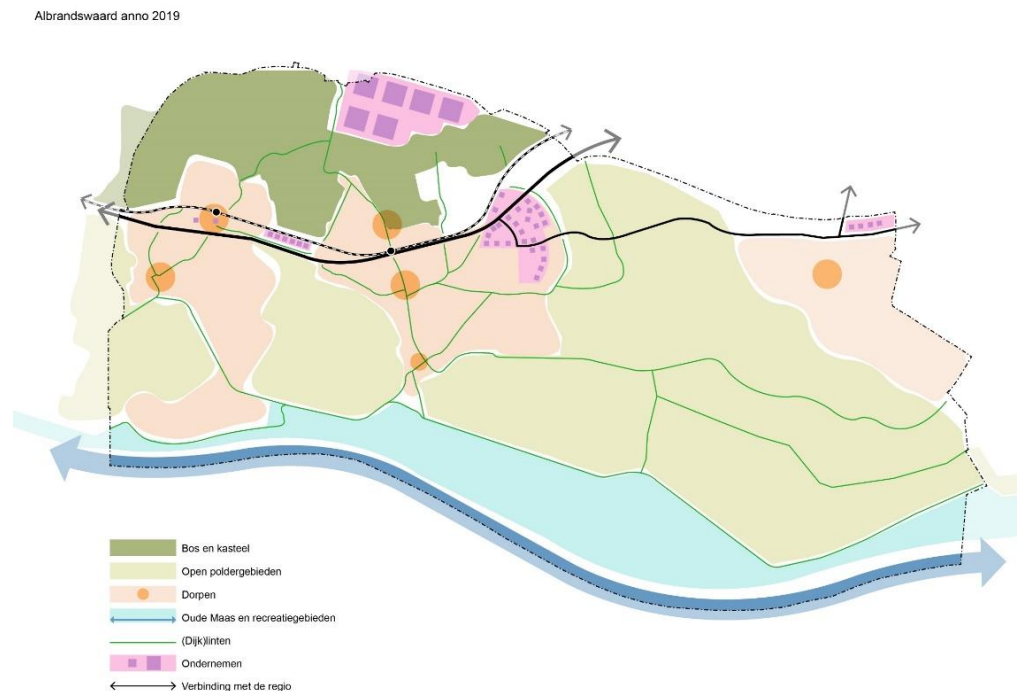 Albrandswaard anno 2019
Bos en kasteel
Open poldergebieden
Dorpen
Oude Maas en recreatiegebieden
(Dijk)linten
Ondernemen
Verbinding met de regio